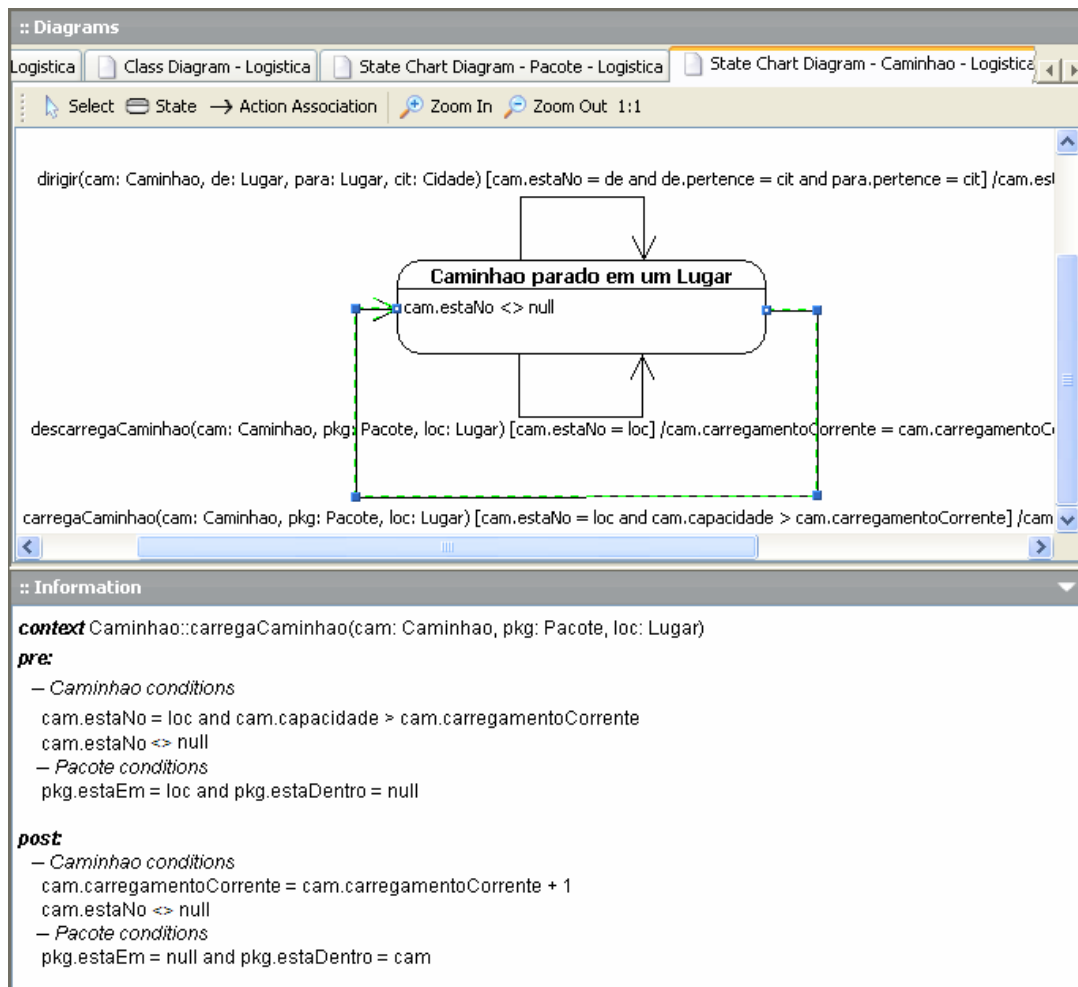 :: Diagrams
Logistica Class Diagram - Logistica State Chart Diagram - Pacote - Logistica State Chart Diagram - Caminhao - Logistica
Select State Action Association Zoom In Zoom Out 1:1
dirigir(cam: Caminhao, de: Lugar, para: Lugar, cit: Cidade) [cam.estaNo = de and de.pertence = cit and para.pertence = cit] /cam.est
Caminhao parado em um Lugar
cam.estaNo <> null
descarregaCaminhao(cam: Caminhao, pkg: Pacote, loc: Lugar) [cam.estaNo = loc] /cam.carregamentoCorrente = cam.carregamentoCo
carregaCaminhao(cam: Caminhao, pkg: Pacote, loc: Lugar) [cam.estaNo = loc and cam.capacidade > cam.carregamentoCorrente] /cam
:: Information
context Caminhao::carregaCaminhao(cam: Caminhao, pkg: Pacote, loc: Lugar)
pre:
– Caminhao conditions
cam.estaNo = loc and cam.capacidade > cam.carregamentoCorrente
cam.estaNo <> null
– Pacote conditions
pkg.estaEm = loc and pkg.estaDentro = null
post:
– Caminhao conditions
cam.carregamentoCorrente = cam.carregamentoCorrente + 1
cam.estaNo <> null
– Pacote conditions
pkg.estaEm = null and pkg.estaDentro = cam